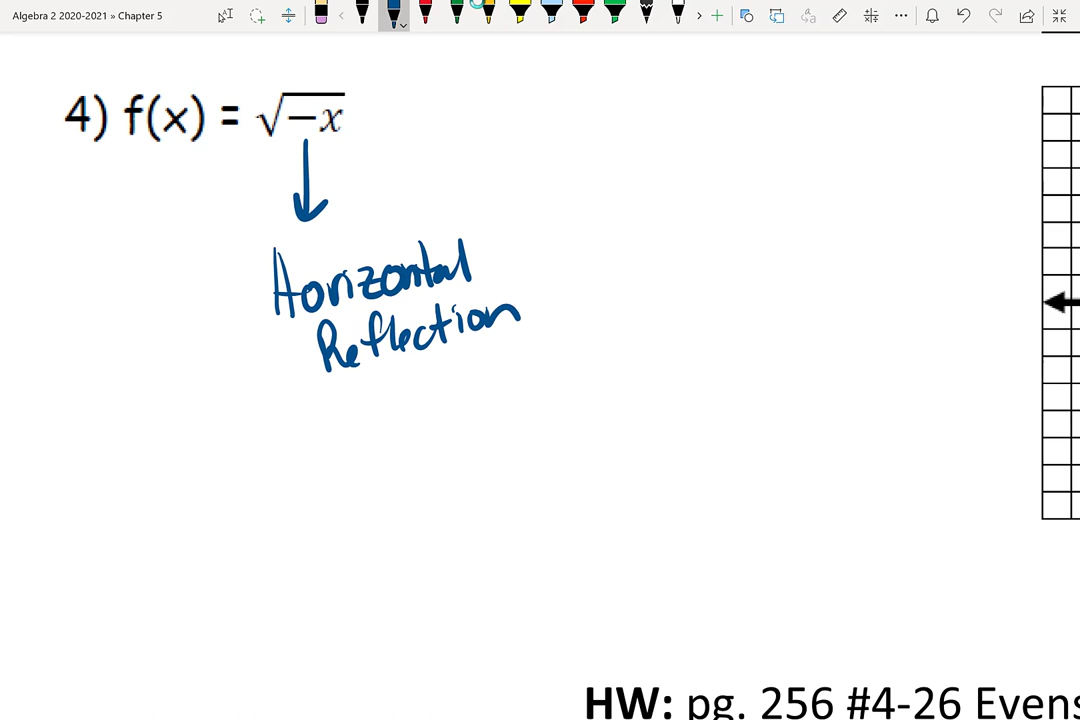 Algebra 2 2020-2021 » Chapter 5
4) f(x) = √−x
Horizontal
Reflection
HW: pg. 256 #4-26 Evens